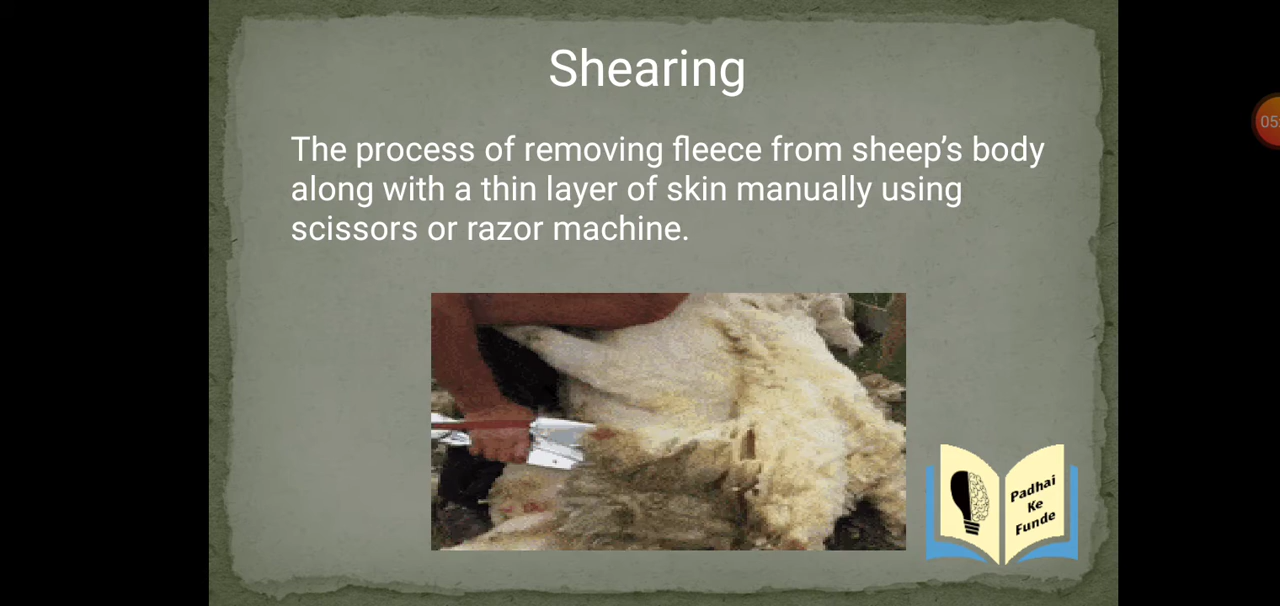 Shearing
The process of removing fleece from sheep’s body
along with a thin layer of skin manually using
scissors or razor machine.
05:
Padhai
Ke
Funde